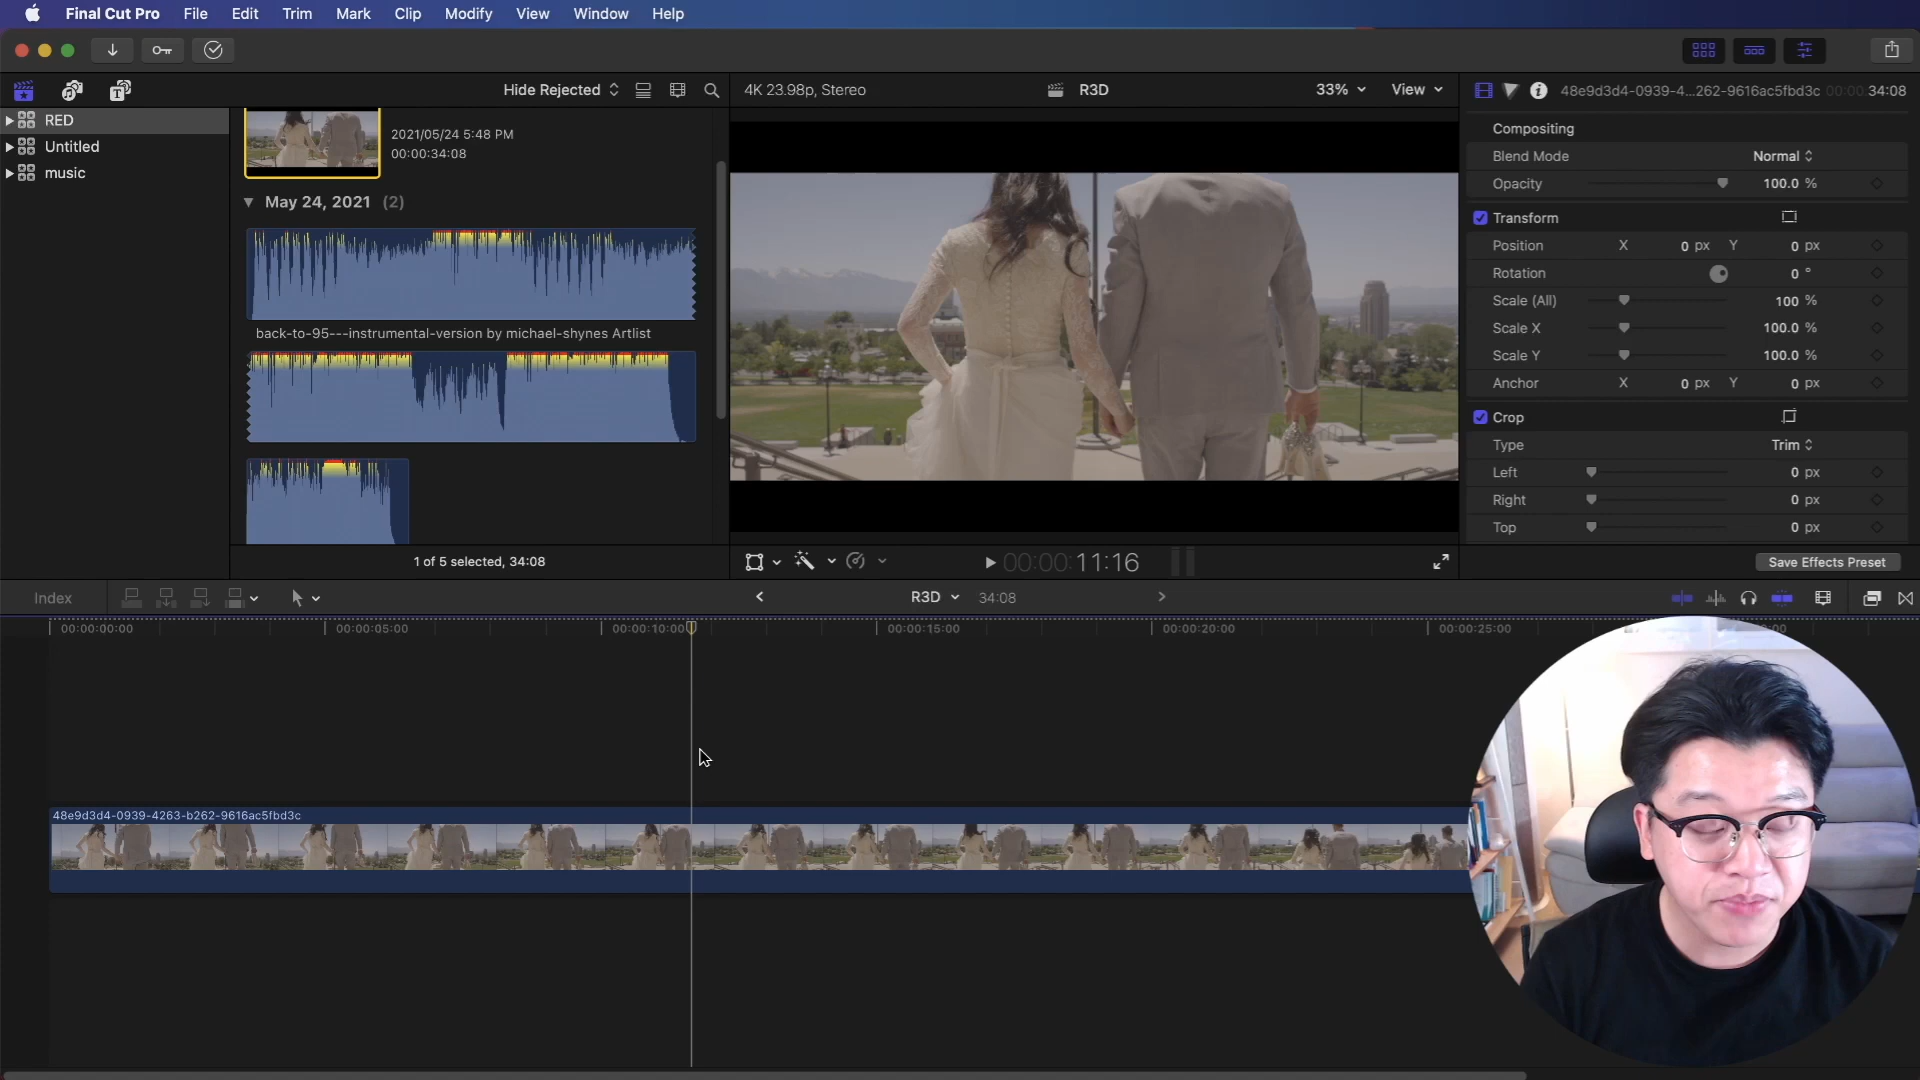 Final Cut Pro File Edit Trim Mark Clip Modify View Window Help
Hide Rejected
4K 23.98p, Stereo
R3D
33%
View
48e9d3d4-0939-4...262-9616ac5fbd3c 00:00:34:08
RED
Untitled
music
2021/05/24 5:48 PM
00:00:34:08
May 24, 2021 (2)
back-to-95---instrumental-version by michael-shynes Artlist
1 of 5 selected, 34:08
00:00:11:16
Compositing
Blend Mode Normal
Opacity 100.0 %
Transform
Position X 0 px Y 0 px
Rotation 0 °
Scale (All) 100 %
Scale X 100.0 %
Scale Y 100.0 %
Anchor X 0 px Y 0 px
Crop
Type Trim
Left 0 px
Right 0 px
Top 0 px
Save Effects Preset
Index
R3D
34:08
00:00:00:00 00:00:05:00 00:00:10:00 00:00:15:00 00:00:20:00 00:00:25:00
48e9d3d4-0939-4263-b262-9616ac5fbd3c